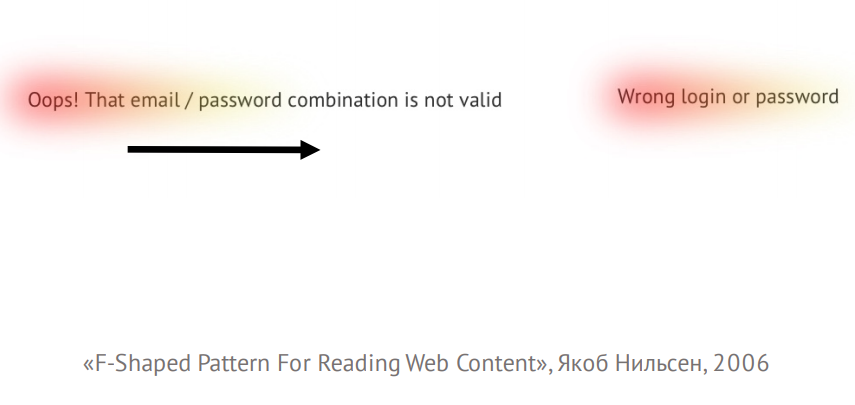 Oops! That email / password combination is not valid
Wrong login or password
«F-Shaped Pattern For Reading Web Content», Якоб Нильсен, 2006